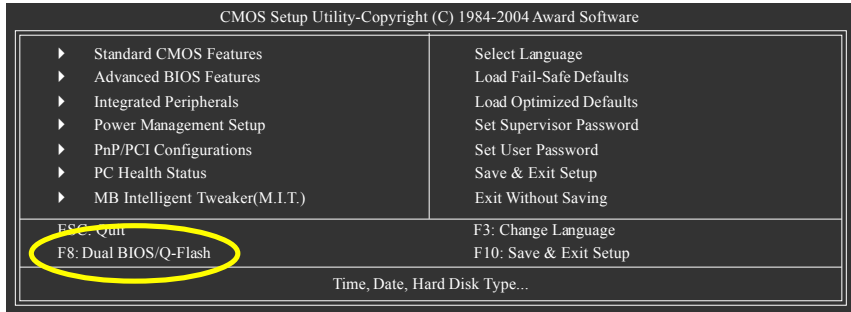 CMOS Setup Utility-Copyright (C) 1984-2004 Award Software
Standard CMOS Features
Advanced BIOS Features
Integrated Peripherals
Power Management Setup
PnP/PCI Configurations
PC Health Status
MB Intelligent Tweaker(M.I.T.)
Select Language
Load Fail-Safe Defaults
Load Optimized Defaults
Set Supervisor Password
Set User Password
Save & Exit Setup
Exit Without Saving
ESC: Quit
F3: Change Language
F8: Dual BIOS/Q-Flash
F10: Save & Exit Setup
Time, Date, Hard Disk Type...